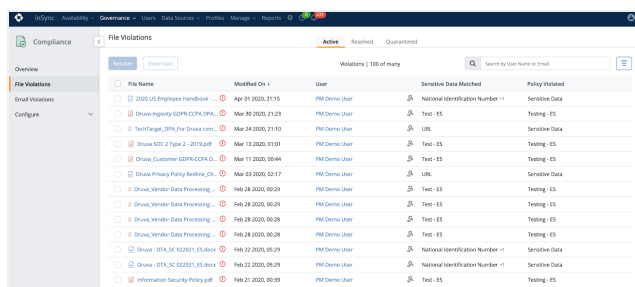 inSync Availability Governance Users Data Sources Profiles Manage Reports 0 231
Compliance
File Violations
Active Resolved Quarantined
Resolve Download Violations | 100 of many Search by User Name or Email
Overview
File Violations
Email Violations
Configure
File Name Modified On User Sensitive Data Matched Policy Violated
2020 US Employee Handbook - ... Apr 01 2020, 21:15 PM Demo User National Identification Number +1 Sensitive Data
Druva-Ingevity GDPR-CCPA DPA... Mar 30 2020, 21:23 PM Demo User Test - ES Testing - ES
TechTarget_DPA_For Druva com... Mar 24 2020, 21:10 PM Demo User URL Sensitive Data
Druva SOC 2 Type 2 - 2019.pdf Mar 13 2020, 01:01 PM Demo User Test - ES Testing - ES
Druva_Customer GDPR-CCPA D... Mar 11 2020, 00:44 PM Demo User Test - ES Testing - ES
Druva Privacy Policy Redline_Ch... Mar 03 2020, 02:17 PM Demo User URL Sensitive Data
Druva_Vendor Data Processing ... Feb 28 2020, 00:29 PM Demo User Test - ES Testing - ES
Druva_Vendor Data Processing ... Feb 28 2020, 00:29 PM Demo User Test - ES Testing - ES
Druva_Vendor Data Processing ... Feb 28 2020, 00:28 PM Demo User Test - ES Testing - ES
Druva_Vendor Data Processing ... Feb 28 2020, 00:28 PM Demo User Test - ES Testing - ES
Druva - DTA_SC 022021_ES.docx Feb 22 2020, 05:29 PM Demo User National Identification Number +1 Sensitive Data
Druva - DTA_SC 022021_ES.docx Feb 22 2020, 05:29 PM Demo User National Identification Number +1 Sensitive Data
Information Security Policy.pdf Feb 21 2020, 00:39 PM Demo User Test - ES Testing - ES